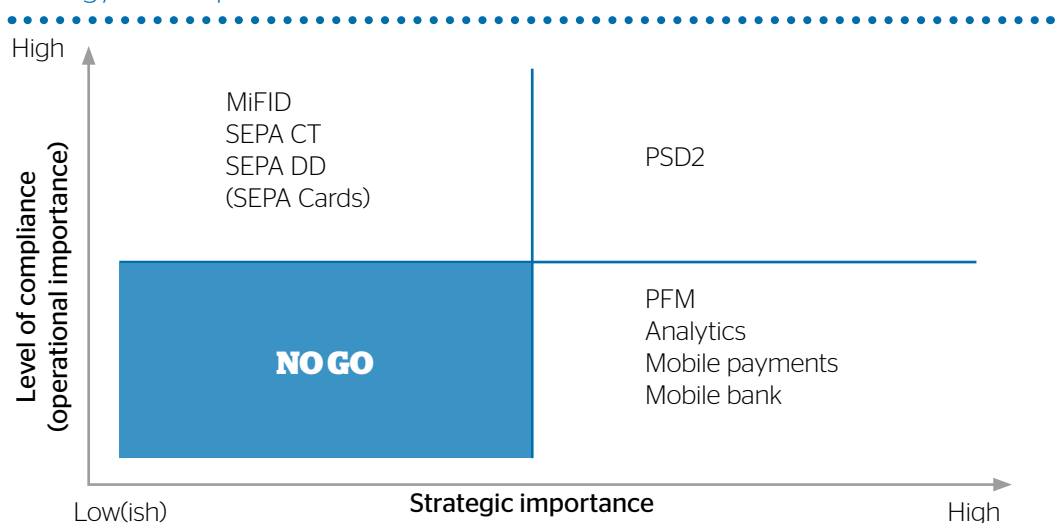 High
MiFID
SEPA CT
SEPA DD
(SEPA Cards)
PSD2
Level of compliance
(operational importance)
NO GO
PFM
Analytics
Mobile payments
Mobile bank
Low(ish)
Strategic importance
High